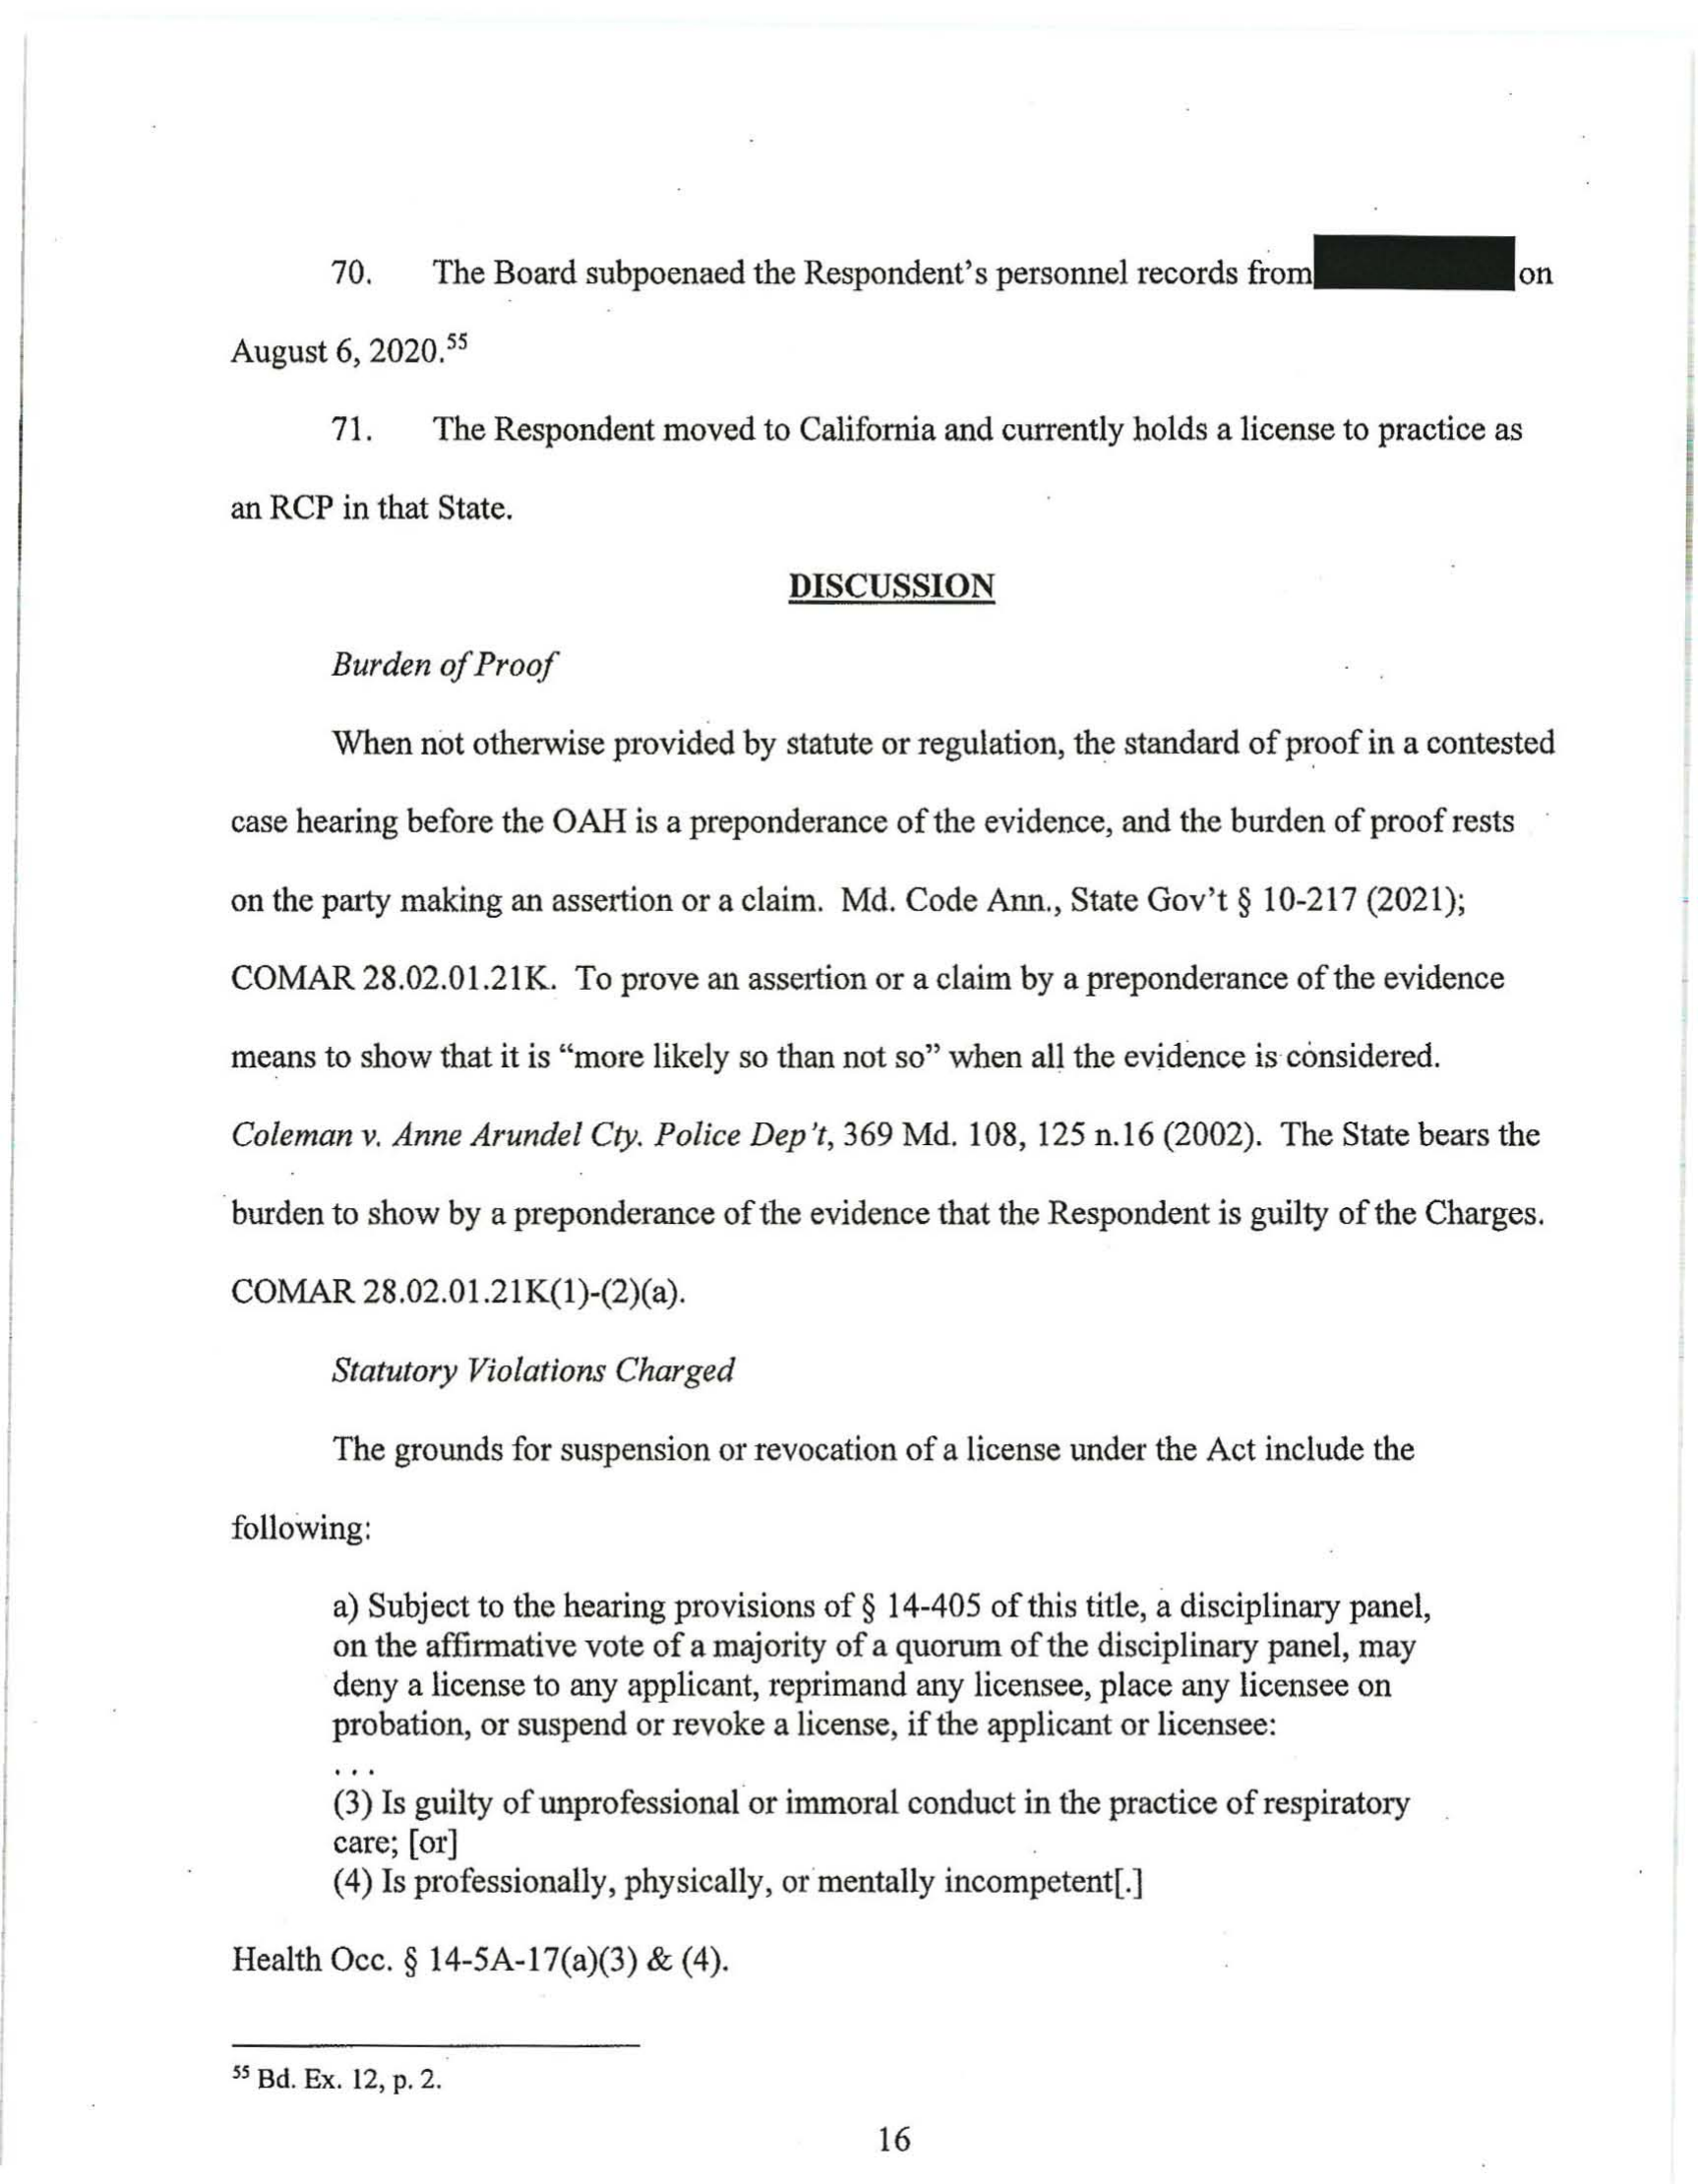 70. The Board subpoenaed the Respondent's personnel records from on
August 6, 2020.55
71. The Respondent moved to California and currently holds a license to practice as
an RCP in that State.
DISCUSSION
Burden of Proof
When not otherwise provided by statute or regulation, the standard of proof in a contested
case hearing before the OAH is a preponderance of the evidence, and the burden of proof rests
on the party making an assertion or a claim. Md. Code Ann., State Gov't § 10-217 (2021);
COMAR 28.02.01.21K. To prove an assertion or a claim by a preponderance of the evidence
means to show that it is “more likely so than not so” when all the evidence is considered.
Coleman v. Anne Arundel Cty. Police Dep't, 369 Md. 108, 125 n.16 (2002). The State bears the
burden to show by a preponderance of the evidence that the Respondent is guilty of the Charges.
COMAR 28.02.01.21K(1)-(2)(a).
Statutory Violations Charged
The grounds for suspension or revocation of a license under the Act include the
following:
a) Subject to the hearing provisions of § 14-405 of this title, a disciplinary panel,
on the affirmative vote of a majority of a quorum of the disciplinary panel, may
deny a license to any applicant, reprimand any licensee, place any licensee on
probation, or suspend or revoke a license, if the applicant or licensee:
. . .
(3) Is guilty of unprofessional or immoral conduct in the practice of respiratory
care; [or]
(4) Is professionally, physically, or mentally incompetent[.]
Health Occ. § 14-5A-17(a)(3) & (4).
55 Bd. Ex. 12, p. 2.
16